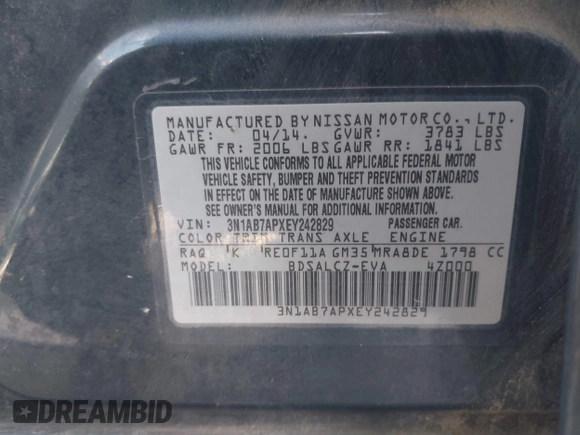 MANUFACTURED BY NISSAN MOTOR CO., LTD.
DATE: 04/14. GVWR: 3783 LBS
GAWR FR: 2006 LBS GAWR RR: 1841 LBS
THIS VEHICLE CONFORMS TO ALL APPLICABLE FEDERAL MOTOR
VEHICLE SAFETY, BUMPER AND THEFT PREVENTION STANDARDS
IN EFFECT ON THE DATE OF MANUFACTURE SHOWN ABOVE.
SEE OWNER'S MANUAL FOR ADDITIONAL INFORMATION.
VIN: 3N1AB7APXEY242829 PASSENGER CAR.
COLOR TRIM TRANS AXLE ENGINE
RAQ K RE0F11A GM35 MRA8DE 1798 CC
MODEL: BDSALCZ-EVA 4Z000
3N1AB7APXEY242829
DREAMBID